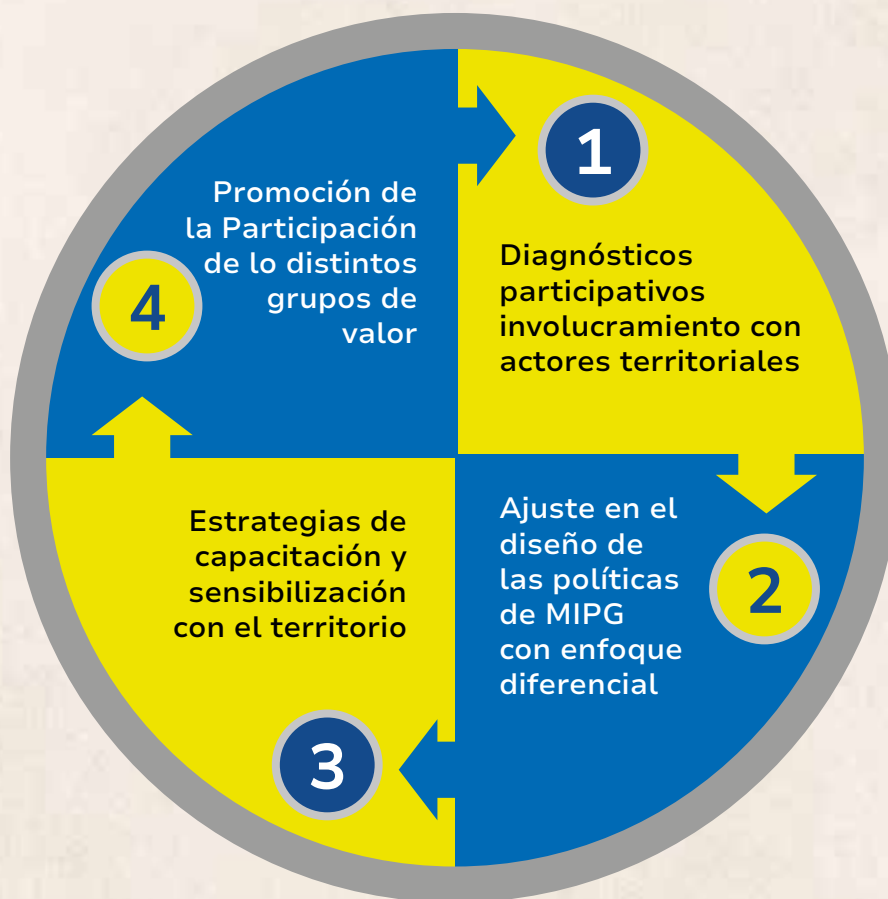 1
Diagnósticos
participativos
involucramiento con
actores territoriales
2
Ajuste en el
diseño de
las políticas
de MIPG
con enfoque
diferencial
3
Estrategias de
capacitación y
sensibilización
con el territorio
4
Promoción de
la Participación
de lo distintos
grupos de
valor